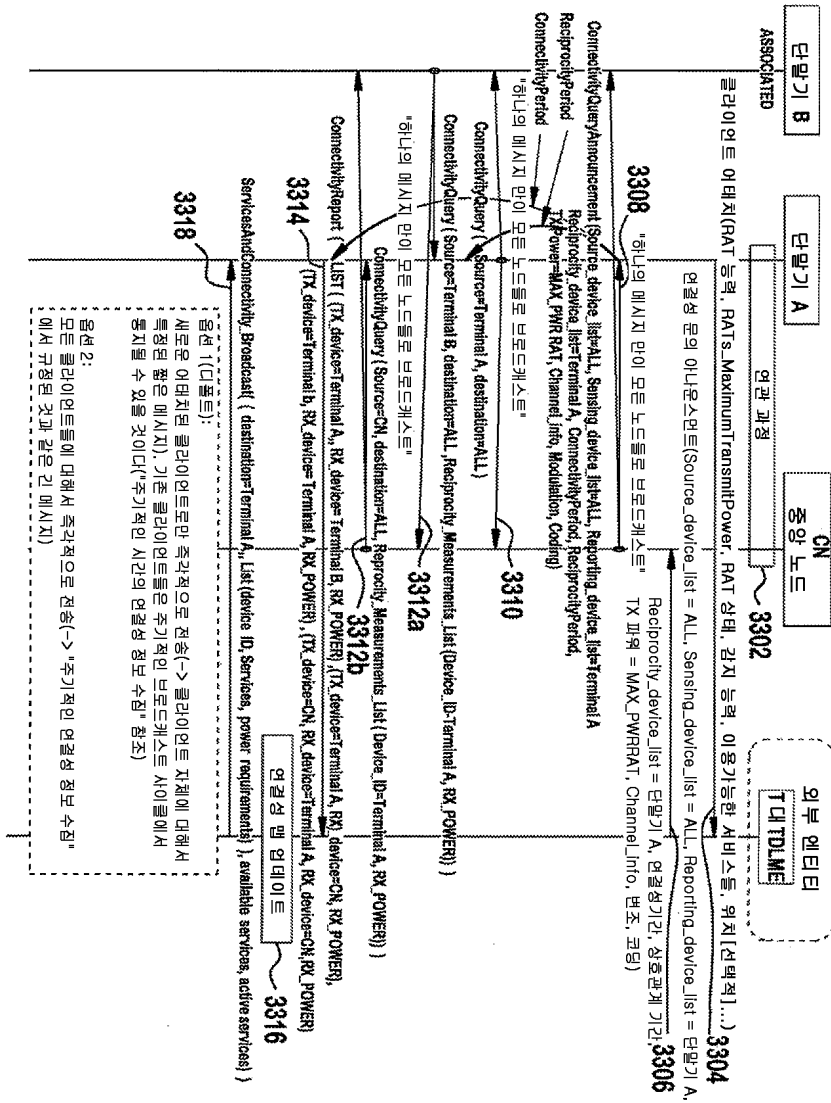 단말기 B
ASSOCIATED
단말기 A
CN
중앙 노드
외부 엔티티
T 대 TDLME
연관 과정
3302
클라이언트 어태치(RAT 능력, RATs_MaximumTransmitPower, RAT 상태, 감지 능력, 이용가능한 서비스들, 위치[선택적]...)
3304
연결성 문의 아나운스먼트(Source_device_list = ALL, Sensing_device_list = ALL, Reporting_device_list = 단말기 A,
Reciprocity_device_list = 단말기 A, 연결성기간, 상호관계 기간,
TX 파워 = MAX_PWRRAT, Channel_Info, 변조, 코딩)
3306
"하나의 메시지 만이 모든 노드들로 브로드캐스트"
3308
ConnectivityQueryAnnouncement (Source_device_list=ALL, Sensing_device_list=ALL, Reporting_device_list=Terminal A
Reciprocity_device_list=Terminal A, ConnectivityPeriod, ReciprocityPeriod,
TXPower=MAX_PWR RAT, Channel_info, Modulation, Coding)
ReciprocityPeriod
ConnectivityPeriod
"하나의 메시지 만이 모든 노드들로 브로드캐스트"
3310
ConnectivityQuery ( Source=Terminal A, destination=ALL )
ConnectivityQuery ( Source=Terminal B, destination=ALL ,Reciprocity_Measurements_List (Device_ID-Terminal A, RX_POWER)) )
3312a
"하나의 메시지 만이 모든 노드들로 브로드캐스트"
ConnectivityQuery ( Source=CN, destination=ALL, Reprocity_Measurements_List (Device_ID=Terminal A, RX_POWER)) )
3312b
ConnectivityReport ( LIST( (TX_device=Terminal A,, RX_device= Terminal B, RX_POWER) ,(TX_device=Terminal A, RX)_device=CN, RX_POWER),
(TX_device=Terminal b, RX_device= Terminal A, RX_POWER) , (TX_device=CN, RX_device=Terminal A, RX_device=CN,RX_POWER)
3314
연결성 맵 업데이트
3316
ServicesAndConnectivity_Broadcast( ( destination=Terminal A,, List (device_ID, Services, power requirements) ), available services, active services) )
3318
옵션 1(디폴트):
새로운 어태치된 클라이언트로만 즉각적으로 전송(-> 클라이언트 자체에 대해서
특정된 짧은 메시지). 기존 클라이언트들은 주기적인 브로드캐스트 사이클에서
통지될 수 있을 것이다("주기적인 시간의 연결성 정보 수집" 참조)
옵션 2:
모든 클라이언트들에 대해서 즉각적으로 전송(-> "주기적인 연결성 정보 수집"
에서 규정된 것과 같은 긴 메시지)